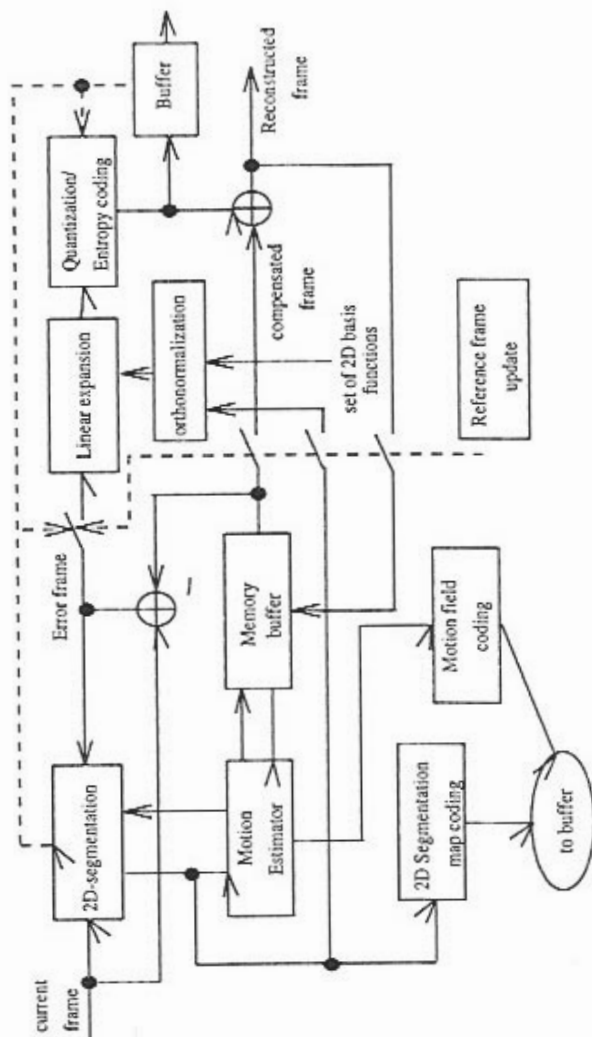 current
frame
2D-segmentation
Error frame
Linear expansion
Quantization/
Entropy coding
Buffer
Motion
Estimator
Memory
buffer
orthonormalization
compensated
frame
Reconstructed
frame
set of 2D basis
functions
2D Segmentation
map coding
Motion field
coding
Reference frame
update
to buffer